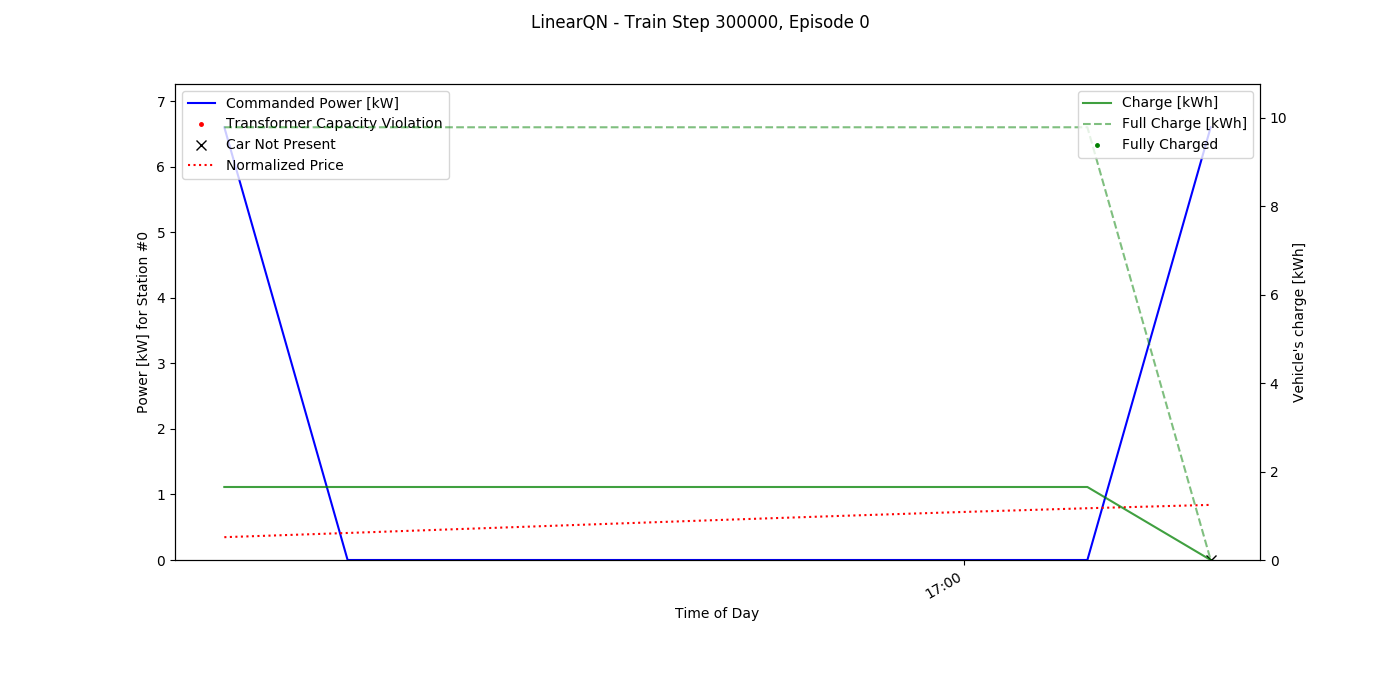 LinearQN - Train Step 300000, Episode 0
7
6
5
4
3
2
1
0
Power [kW] for Station #0
Commanded Power [kW]
Transformer Capacity Violation
Car Not Present
Normalized Price
Charge [kWh]
Full Charge [kWh]
Fully Charged
10
8
6
4
2
0
Vehicle's charge [kWh]
17:00
Time of Day